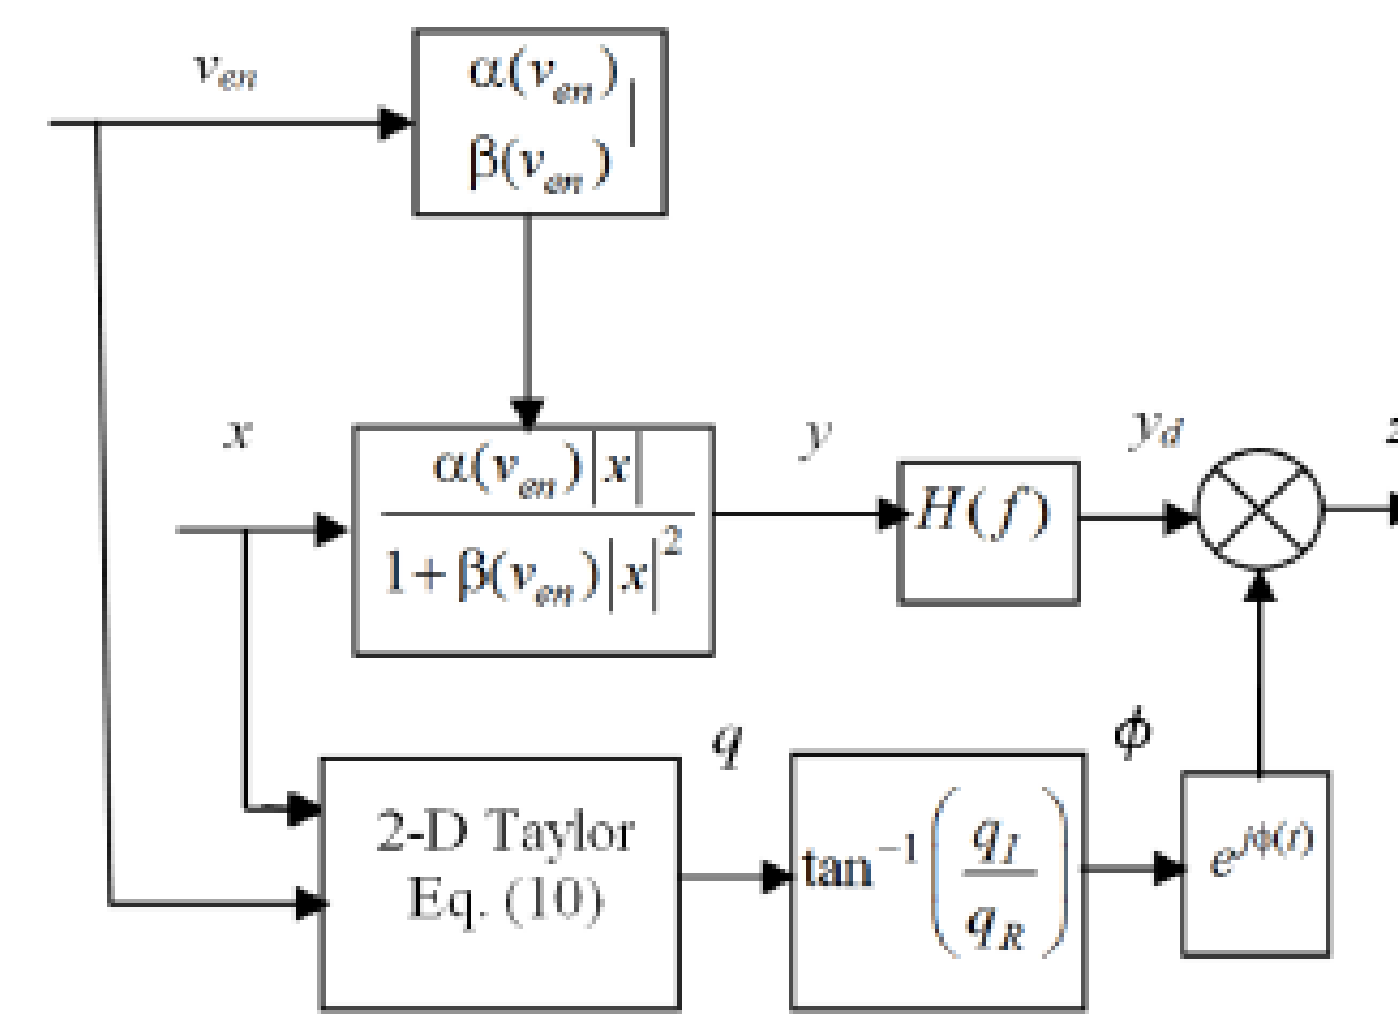 v_en
α(v_en)
β(v_en)
x
α(v_en)|x|
1+β(v_en)|x|^2
y
H(f)
y_d
q
2-D Taylor
Eq. (10)
tan^-1(q_I/q_R)
ϕ
e^jϕ(t)